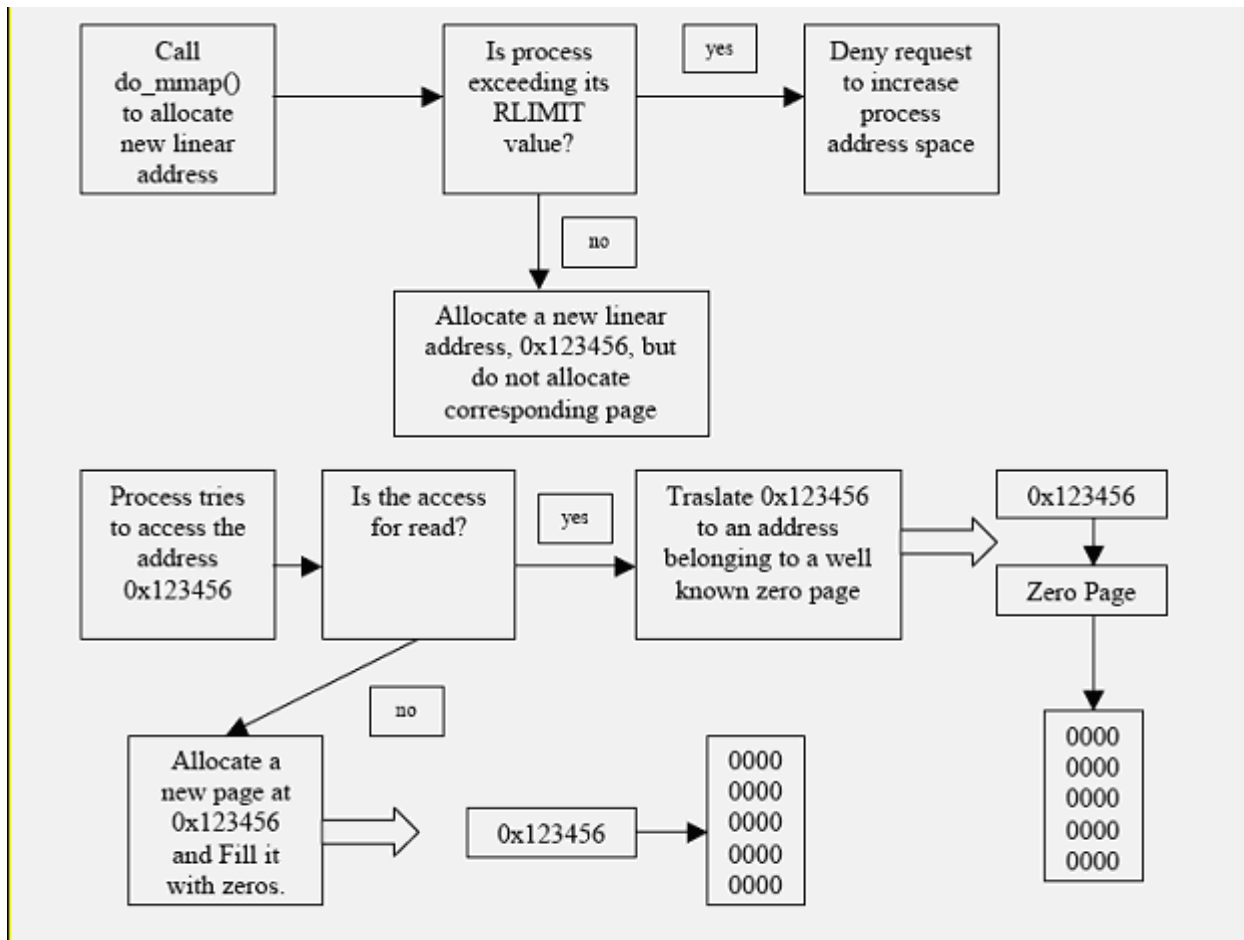 Call
do_mmap()
to allocate
new linear
address
Is process
exceeding its
RLIMIT
value?
yes
Deny request
to increase
process
address space
no
Allocate a new linear
address, 0x123456, but
do not allocate
corresponding page
Process tries
to access the
address
0x123456
Is the access
for read?
yes
Traslate 0x123456
to an address
belonging to a well
known zero page
0x123456
Zero Page
0000
0000
0000
0000
0000
no
Allocate a
new page at
0x123456
and Fill it
with zeros.
0x123456
0000
0000
0000
0000
0000